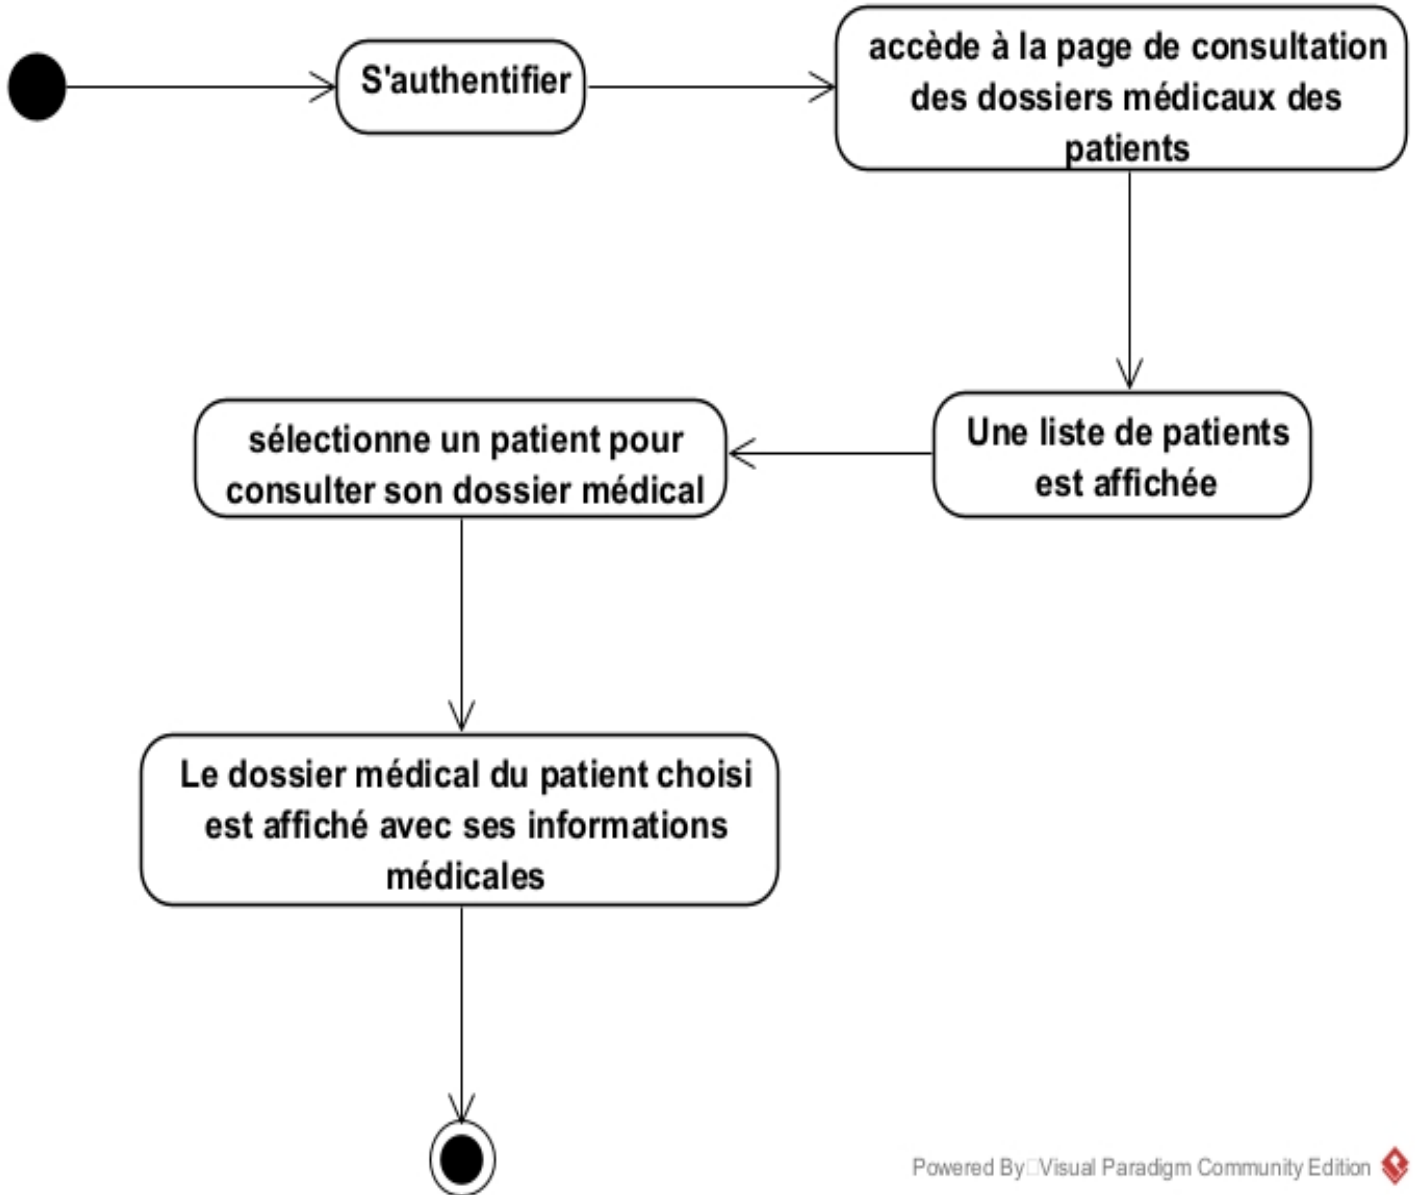 S'authentifier
accède à la page de consultation
des dossiers médicaux des
patients
Une liste de patients
est affichée
sélectionne un patient pour
consulter son dossier médical
Le dossier médical du patient choisi
est affiché avec ses informations
médicales
Powered By Visual Paradigm Community Edition